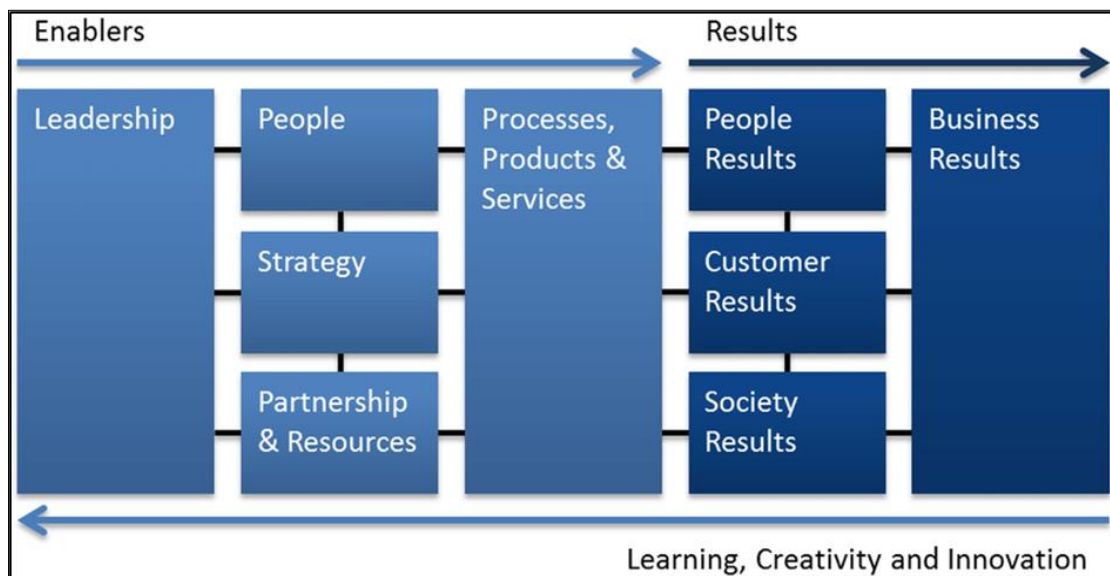 Enablers
Results
Leadership
People
Processes,
Products &
Services
People
Results
Business
Results
Strategy
Customer
Results
Partnership
& Resources
Society
Results
Learning, Creativity and Innovation